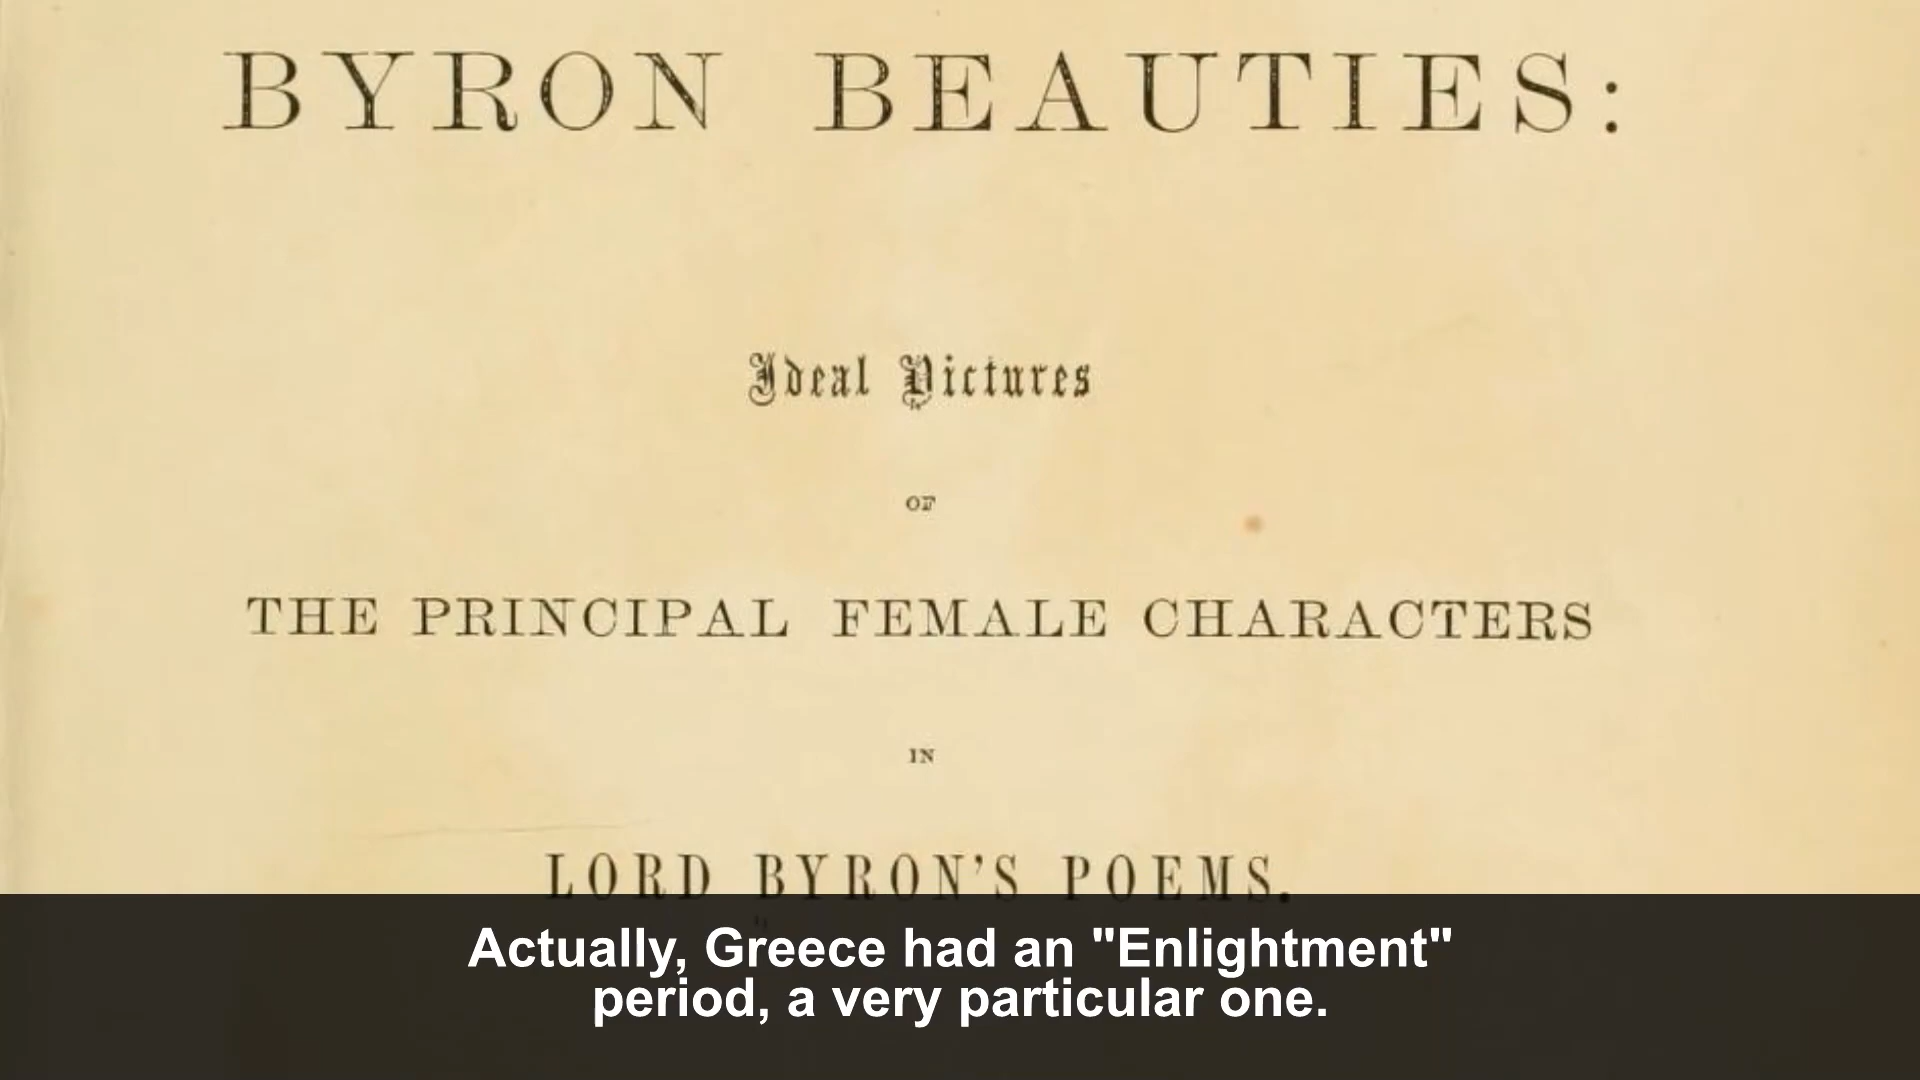 BYRON BEAUTIES:
Ideal Pictures
OF
THE PRINCIPAL FEMALE CHARACTERS
IN
LORD BYRON'S POEMS.
Actually, Greece had an "Enlightment"
period, a very particular one.